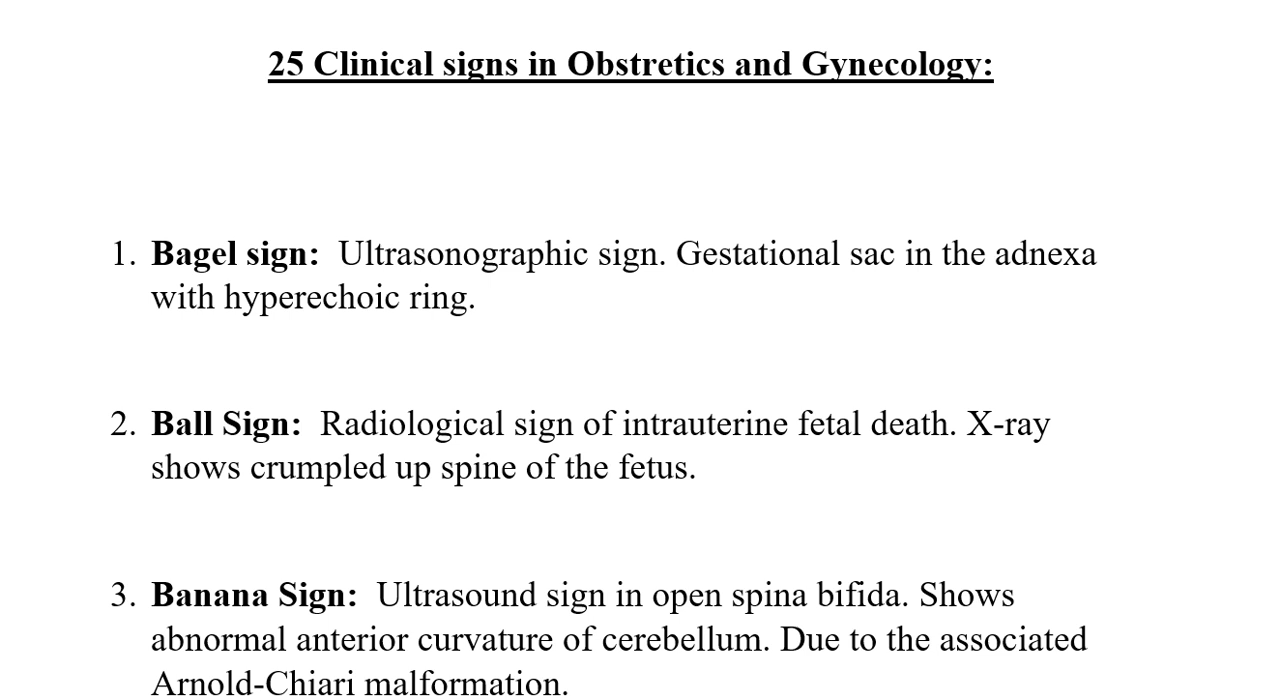 25 Clinical signs in Obstretics and Gynecology:
1. Bagel sign: Ultrasonographic sign. Gestational sac in the adnexa
with hyperechoic ring.
2. Ball Sign: Radiological sign of intrauterine fetal death. X-ray
shows crumpled up spine of the fetus.
3. Banana Sign: Ultrasound sign in open spina bifida. Shows
abnormal anterior curvature of cerebellum. Due to the associated
Arnold-Chiari malformation.